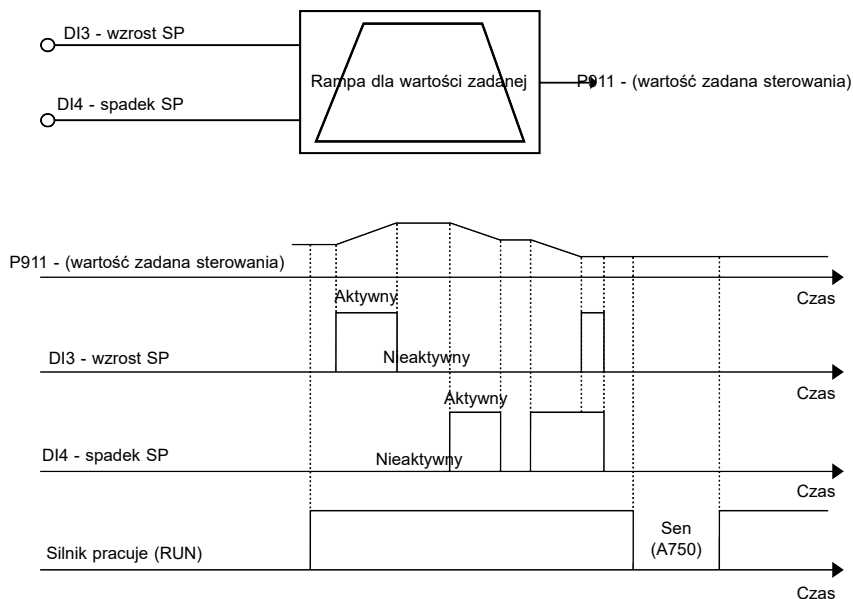 DI3 - wzrost SP
DI4 - spadek SP
Rampa dla wartości zadanej
P911 - (wartość zadana sterowania)
P911 - (wartość zadana sterowania)
Czas
Aktywny
DI3 - wzrost SP
Nieaktywny
Czas
Aktywny
DI4 - spadek SP
Nieaktywny
Czas
Silnik pracuje (RUN)
Sen
(A750)
Czas